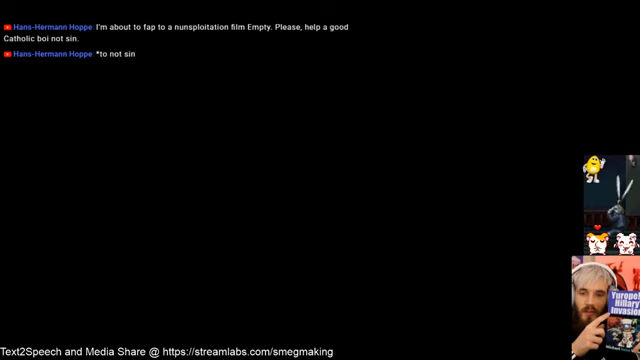 Hans-Hermann Hoppe: I'm about to fap to a nunsploitation film Empty. Please, help a good
Catholic boi not sin.
Hans-Hermann Hoppe: *to not sin
Yurope!
Hillary
Invasion
Text2Speech and Media Share @ https://streamlabs.com/smegmaking